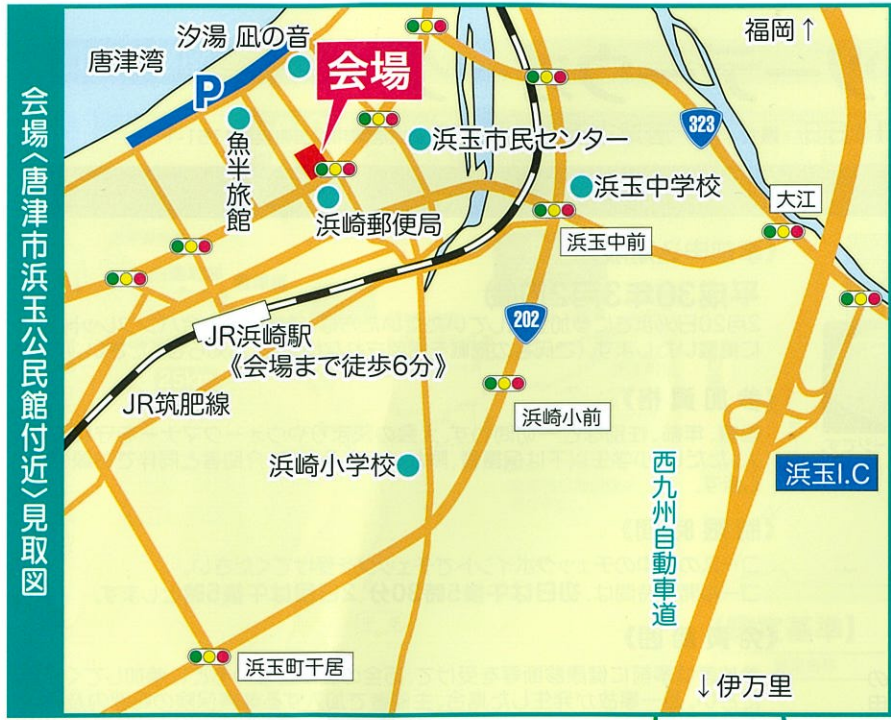 会場〈唐津市浜玉公民館付近〉見取図
福岡↑
汐湯 凪の音
唐津湾
会場
P
323
魚半旅館
浜玉市民センター
浜玉中学校
大江
浜崎郵便局
浜玉中前
202
JR浜崎駅
《会場まで徒歩6分》
JR筑肥線
浜崎小前
浜崎小学校
浜玉I.C
西九州自動車道
浜玉町干居
↓伊万里